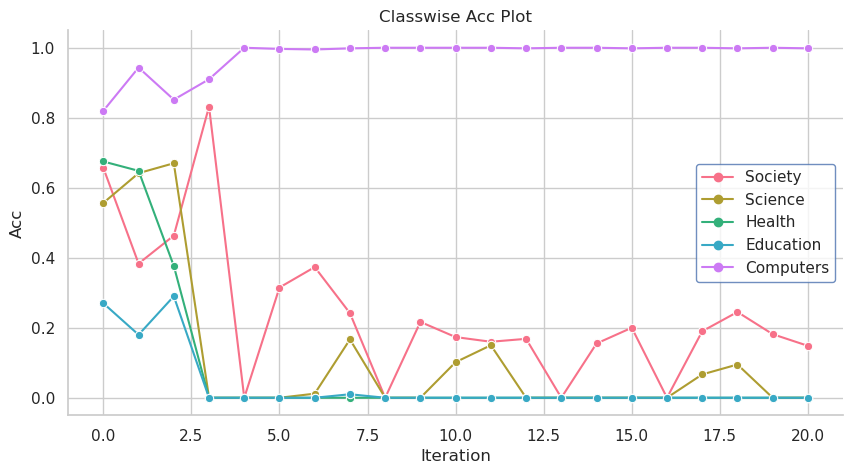 Classwise Acc Plot
1.0
0.8
0.6
0.4
0.2
0.0
Acc
Society
Science
Health
Education
Computers
0.0 2.5 5.0 7.5 10.0 12.5 15.0 17.5 20.0
Iteration